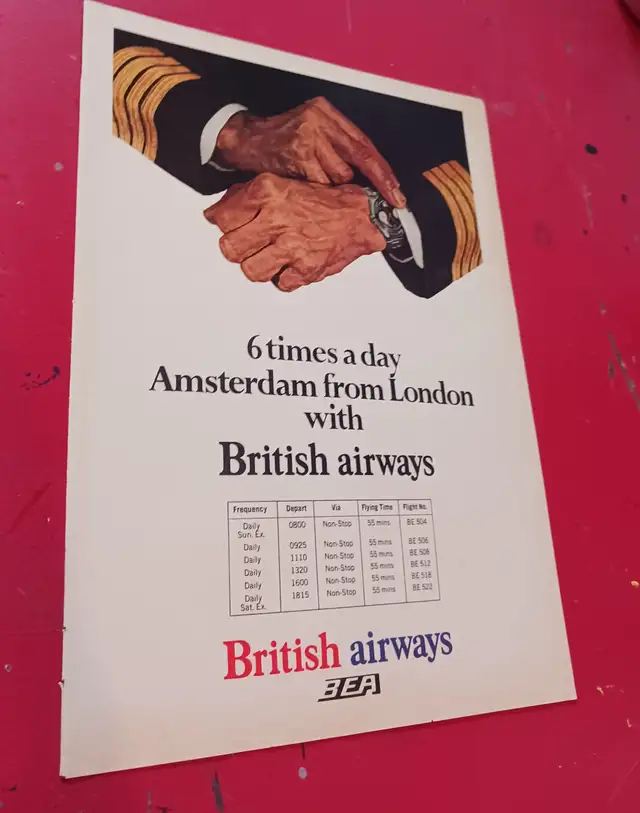 6 times a day
Amsterdam from London
with
British airways
Frequency Depart Via Flying Time Flight No.
Daily Sun. Ex. 0800 Non-Stop 55 mins BE 504
Daily 0925 Non-Stop 55 mins BE 506
Daily 1110 Non-Stop 55 mins BE 508
Daily 1320 Non-Stop 55 mins BE 512
Daily 1600 Non-Stop 55 mins BE 518
Daily Sat. Ex. 1815 Non-Stop 55 mins BE 522
British airways
BEA